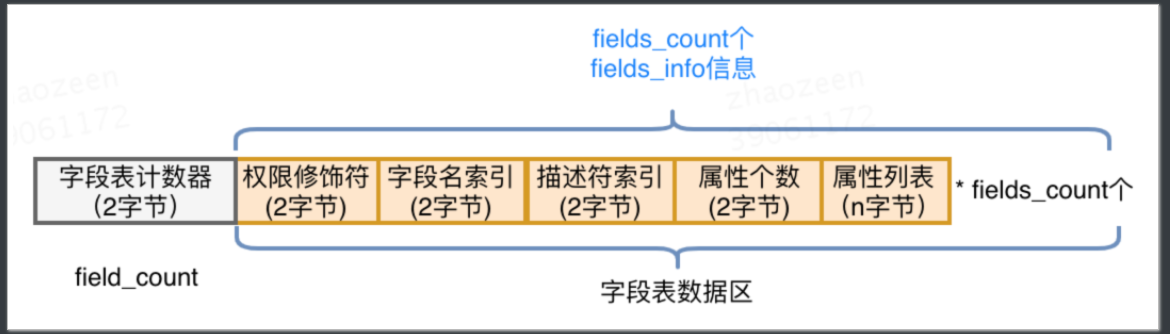 fields_count个
fields_info信息
zhaozeen
39061172
aozeen
061172
字段表计数器
（2字节）
权限修饰符
(2字节)
字段名索引
(2字节)
描述符索引
(2字节)
属性个数
(2字节)
属性列表
（n字节）
* fields_count个
field_count
字段表数据区